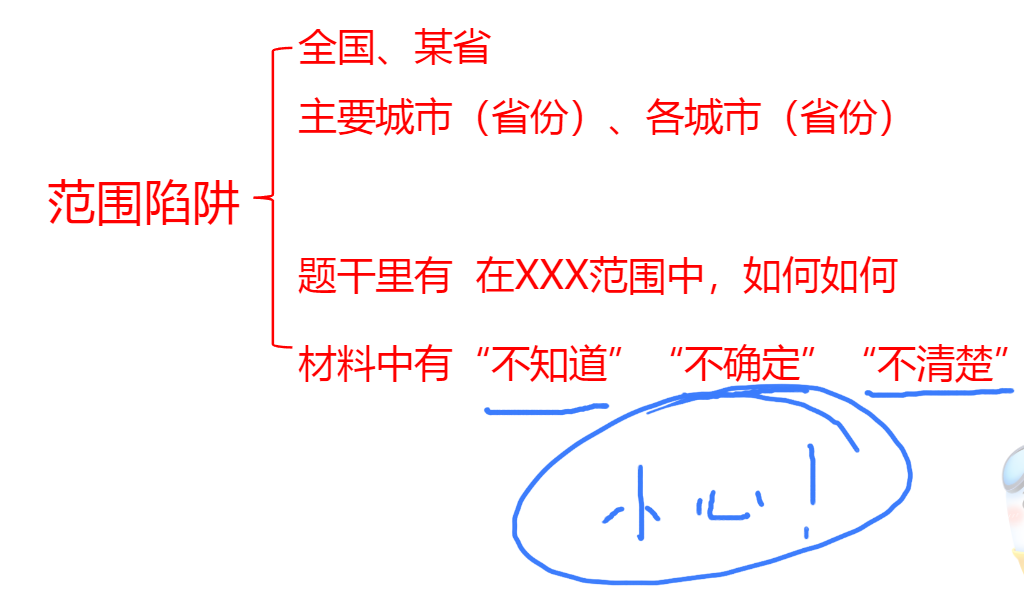 全国、某省
主要城市（省份）、各城市（省份）
范围陷阱
题干里有 在XXX范围中，如何如何
材料中有“不知道” “不确定” “不清楚”
小心！